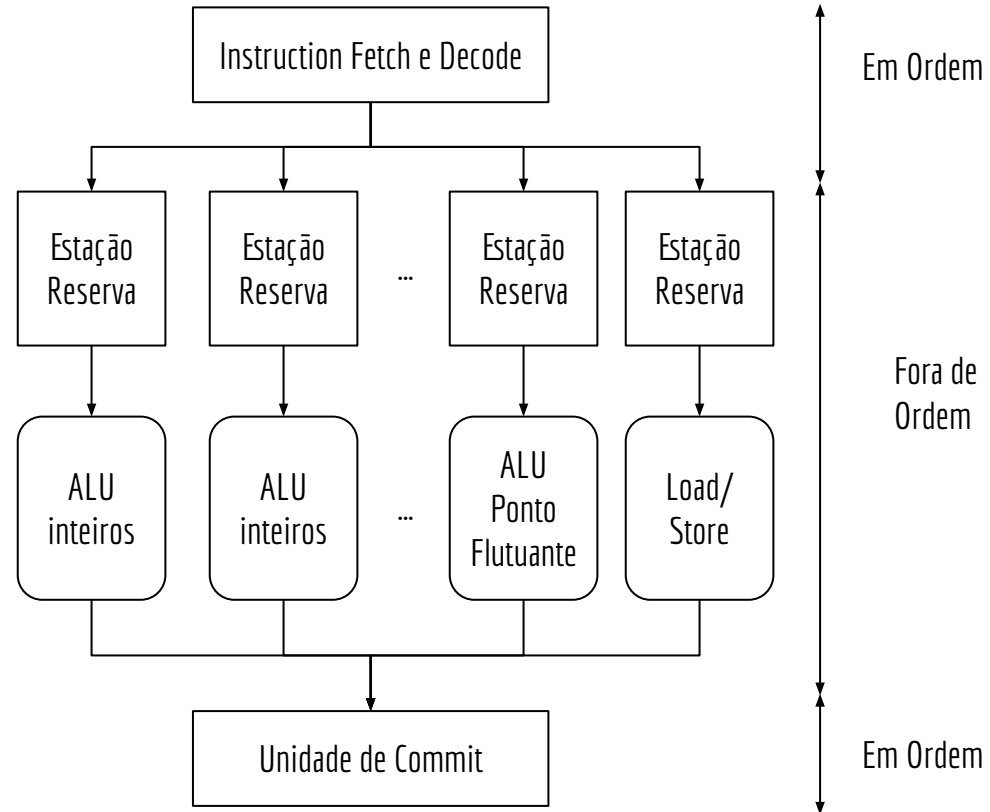 Instruction Fetch e Decode
Em Ordem
Estação
Reserva
Estação
Reserva
...
Estação
Reserva
Estação
Reserva
Fora de
Ordem
ALU
inteiros
ALU
inteiros
...
ALU
Ponto
Flutuante
Load/
Store
Unidade de Commit
Em Ordem